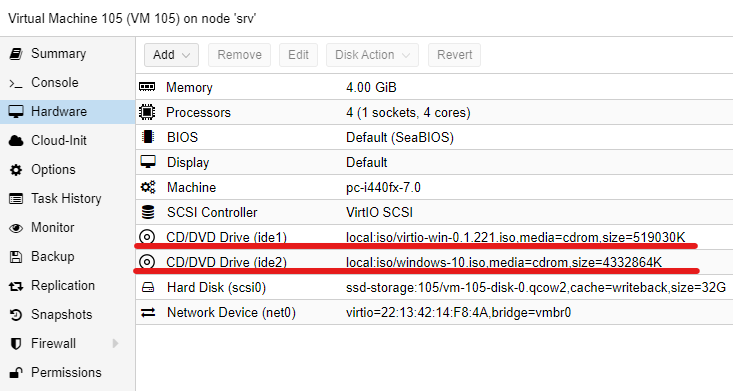 Virtual Machine 105 (VM 105) on node 'srv'
Summary
Console
Hardware
Cloud-Init
Options
Task History
Monitor
Backup
Replication
Snapshots
Firewall
Permissions
Add Remove Edit Disk Action Revert
Memory 4.00 GiB
Processors 4 (1 sockets, 4 cores)
BIOS Default (SeaBIOS)
Display Default
Machine pc-i440fx-7.0
SCSI Controller VirtIO SCSI
CD/DVD Drive (ide1) local:iso/virtio-win-0.1.221.iso,media=cdrom,size=519030K
CD/DVD Drive (ide2) local:iso/windows-10.iso,media=cdrom,size=4332864K
Hard Disk (scsi0) ssd-storage:105/vm-105-disk-0.qcow2,cache=writeback,size=32G
Network Device (net0) virtio=22:13:42:14:F8:4A,bridge=vmbr0